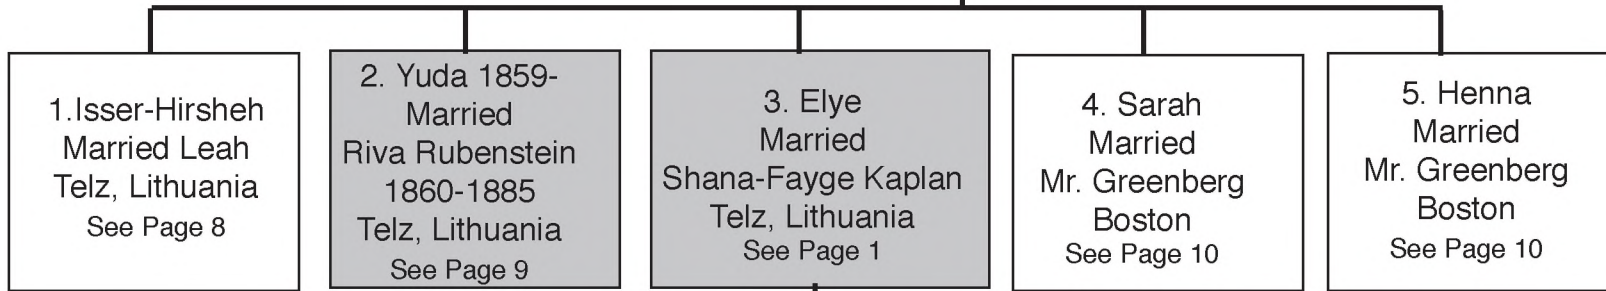 1.Isser-Hirsheh
Married Leah
Telz, Lithuania
See Page 8
2. Yuda 1859-
Married
Riva Rubenstein
1860-1885
Telz, Lithuania
See Page 9
3. Elye
Married
Shana-Fayge Kaplan
Telz, Lithuania
See Page 1
4. Sarah
Married
Mr. Greenberg
Boston
See Page 10
5. Henna
Married
Mr. Greenberg
Boston
See Page 10